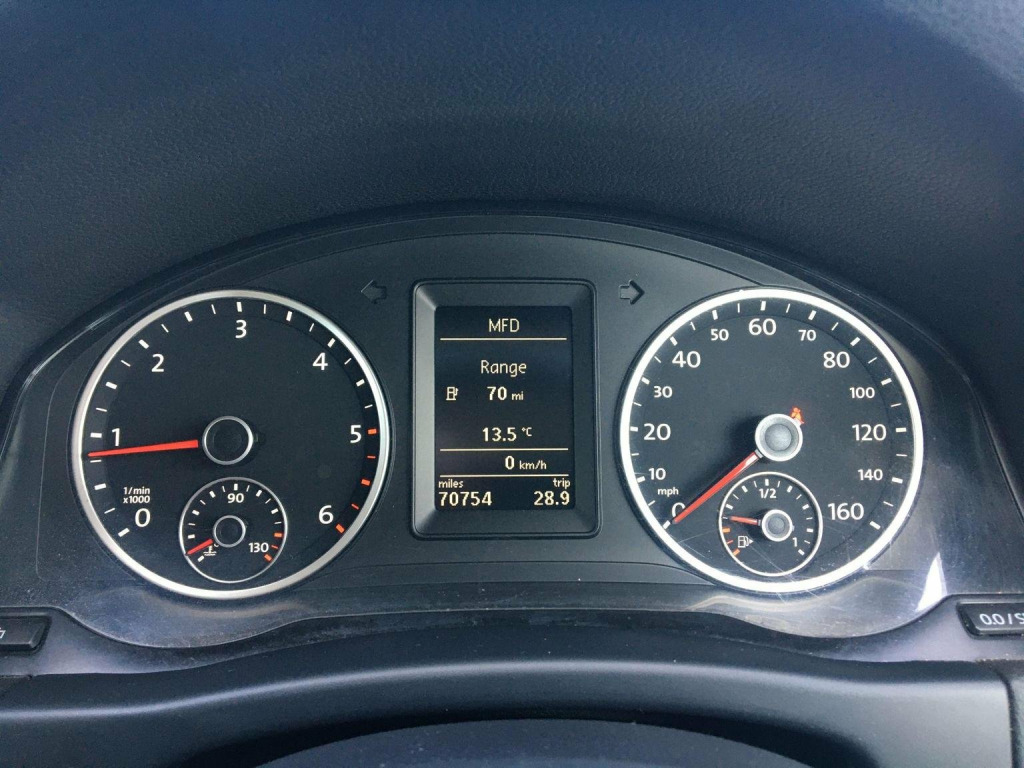 MFD
Range
70 mi
13.5 °C
0 km/h
miles trip
70754 28.9
0 1 2 3 4 5 6
1/min
x1000
90
130
0 10 20 30 40 50 60 70 80 100 120 140 160
mph
1/2
1
0.0/S